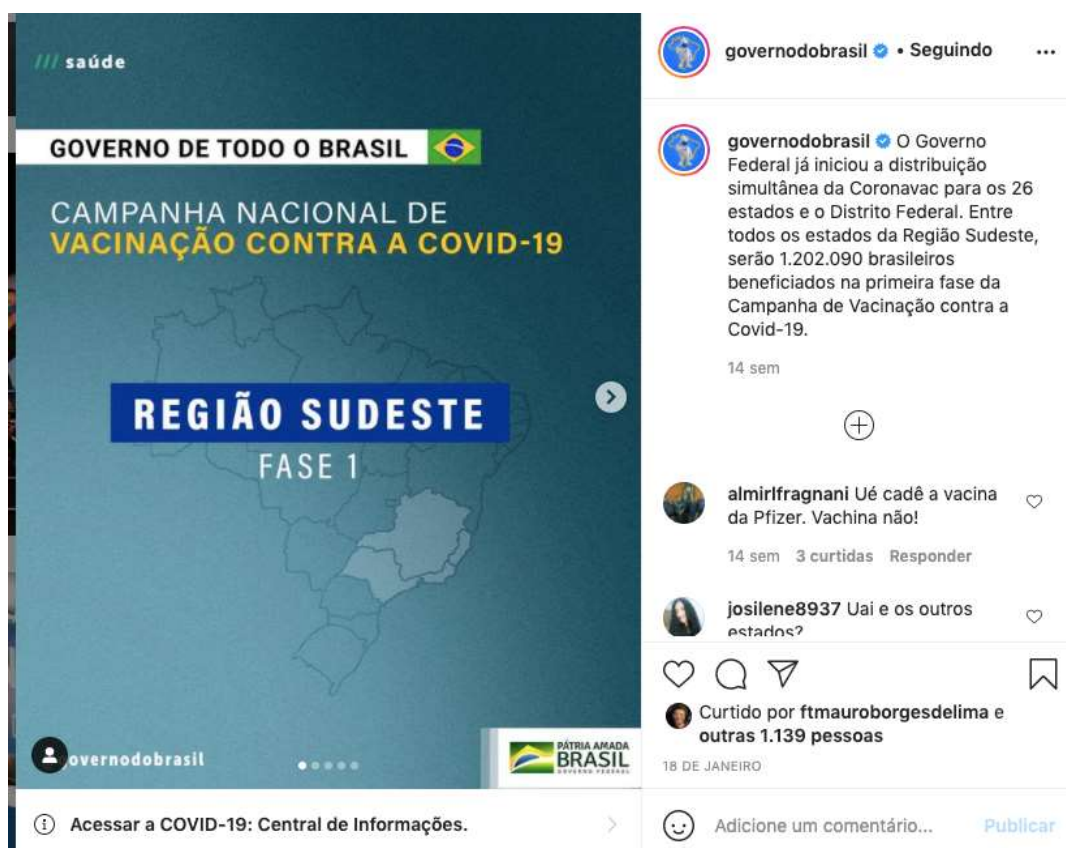 /// saúde
GOVERNO DE TODO O BRASIL
CAMPANHA NACIONAL DE
VACINAÇÃO CONTRA A COVID-19
REGIÃO SUDESTE
FASE 1
overnodobrasil
PÁTRIA AMADA
BRASIL
GOVERNO FEDERAL
Acessar a COVID-19: Central de Informações.
governodobrasil • Seguindo
governodobrasil O Governo
Federal já iniciou a distribuição
simultânea da Coronavac para os 26
estados e o Distrito Federal. Entre
todos os estados da Região Sudeste,
serão 1.202.090 brasileiros
beneficiados na primeira fase da
Campanha de Vacinação contra a
Covid-19.
14 sem
almirlfragnani Ué cadê a vacina
da Pfizer. Vachina não!
14 sem 3 curtidas Responder
josilene8937 Uai e os outros
estados?
Curtido por ftmauroborgesdelima e
outras 1.139 pessoas
18 DE JANEIRO
Adicione um comentário... Publicar